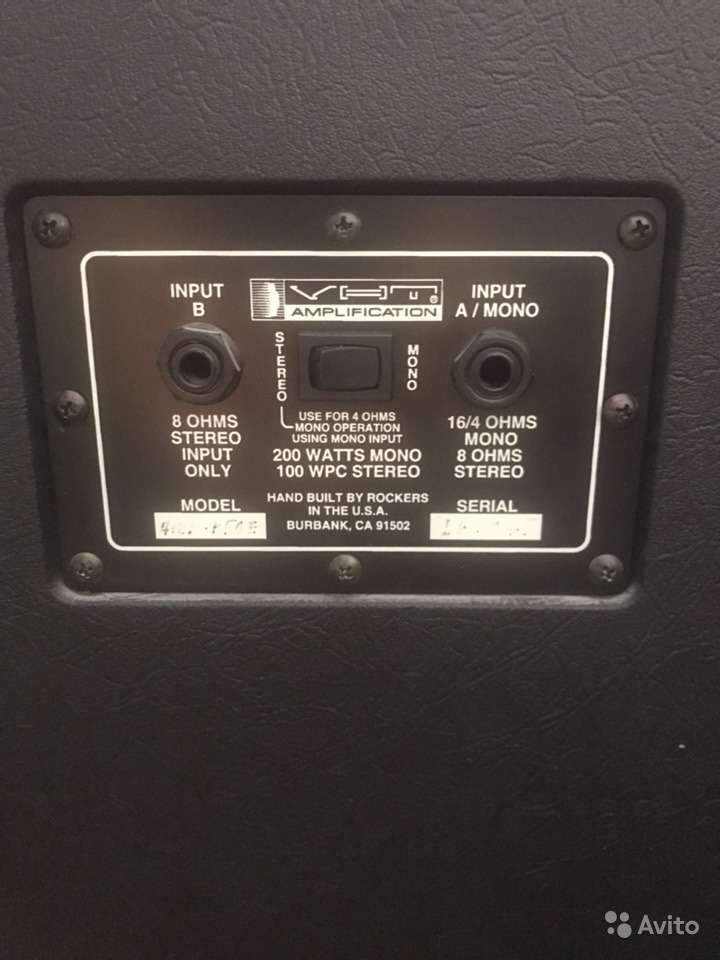 INPUT
B
VHT®
AMPLIFICATION
INPUT
A / MONO
STEREO
MONO
8 OHMS
STEREO
INPUT
ONLY
USE FOR 4 OHMS
MONO OPERATION
USING MONO INPUT
200 WATTS MONO
100 WPC STEREO
16/4 OHMS
MONO
8 OHMS
STEREO
MODEL
HAND BUILT BY ROCKERS
IN THE U.S.A.
BURBANK, CA 91502
SERIAL
Avito